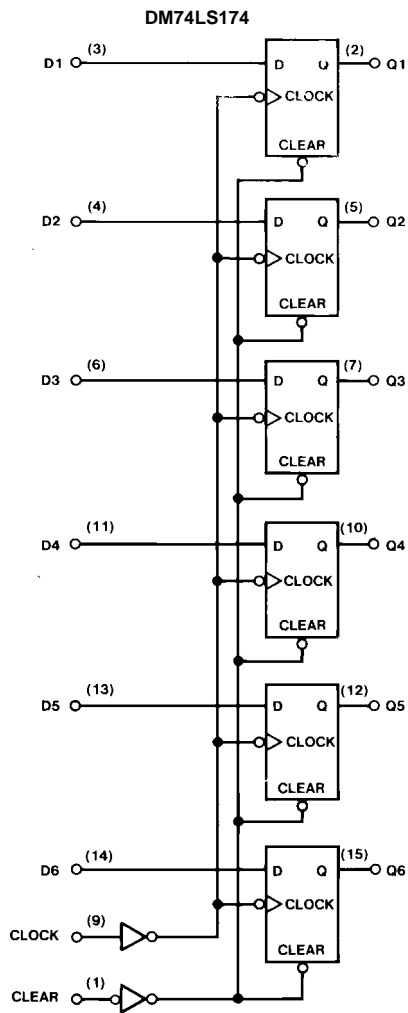 DM74LS174
D1 (3) D Q (2) Q1
CLOCK
CLEAR
D2 (4) D Q (5) Q2
CLOCK
CLEAR
D3 (6) D Q (7) Q3
CLOCK
CLEAR
D4 (11) D Q (10) Q4
CLOCK
CLEAR
D5 (13) D Q (12) Q5
CLOCK
CLEAR
D6 (14) D Q (15) Q6
CLOCK
CLEAR
CLOCK (9)
CLEAR (1)